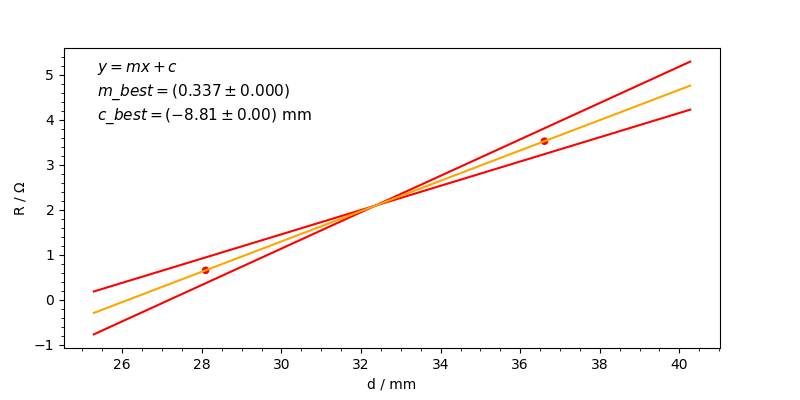 y = mx + c
m_best = (0.337 ± 0.000)
c_best = (−8.81 ± 0.00) mm
5
4
3
2
1
0
−1
R / Ω
26 28 30 32 34 36 38 40
d / mm